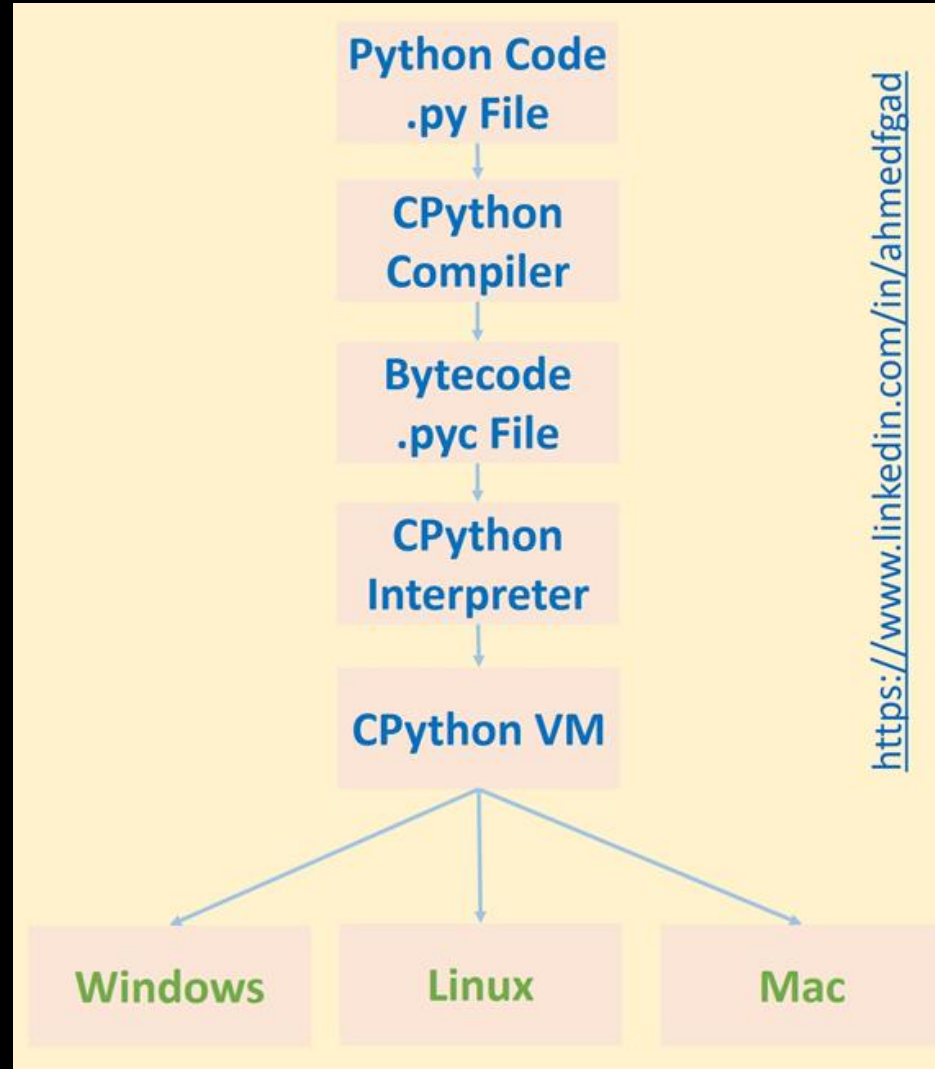 Python Code
.py File
CPython
Compiler
Bytecode
.pyc File
CPython
Interpreter
CPython VM
Windows
Linux
Mac
https://www.linkedin.com/in/ahmedfgad